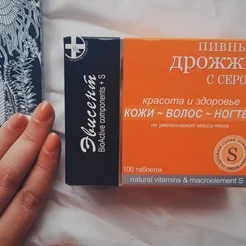 Эвисент
BioActive components + S
ПИВНЫ
ДРОЖЖ
С СЕРО
красота и здоровье
КОЖИ ~ ВОЛОС ~ НОГТЕ
не увеличивают массу тела
S
100 таблеток
natural vitamins & macroelement S